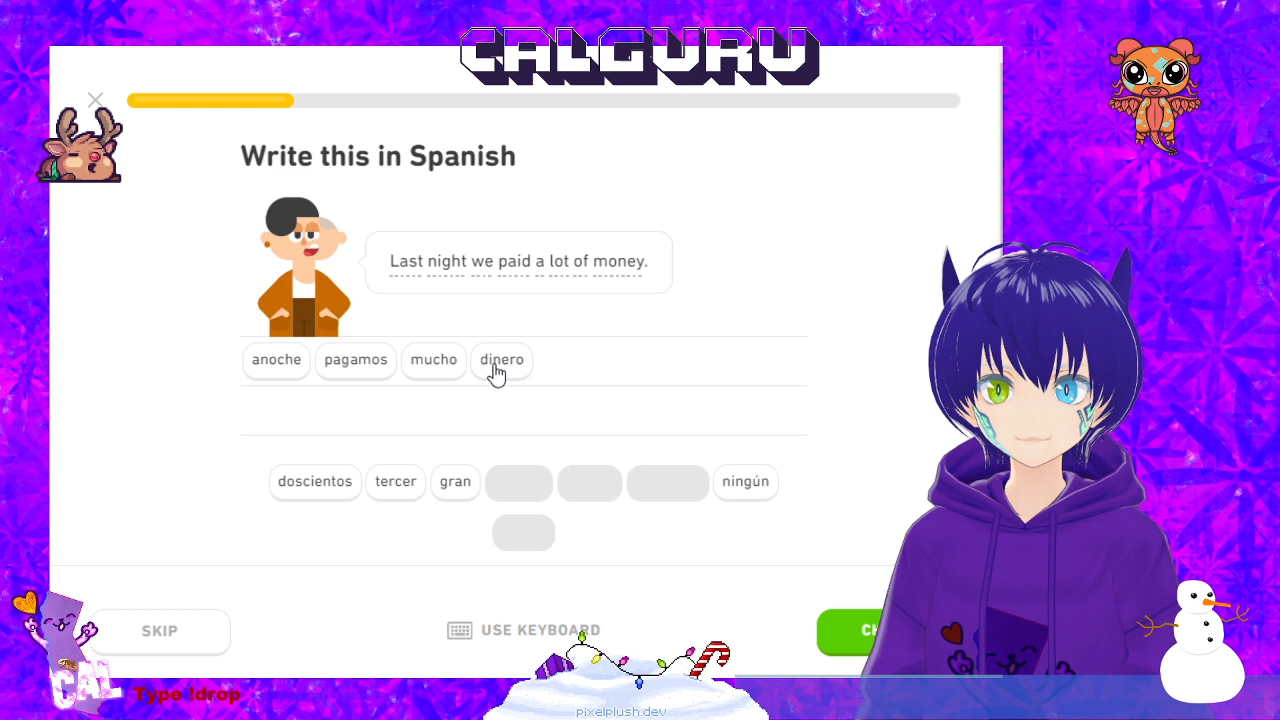 CALGURU
Write this in Spanish
Last night we paid a lot of money.
anoche pagamos mucho dinero
doscientos tercer gran ningún
SKIP
USE KEYBOARD
CH
CAL
Type !drop
pixelplush.dev